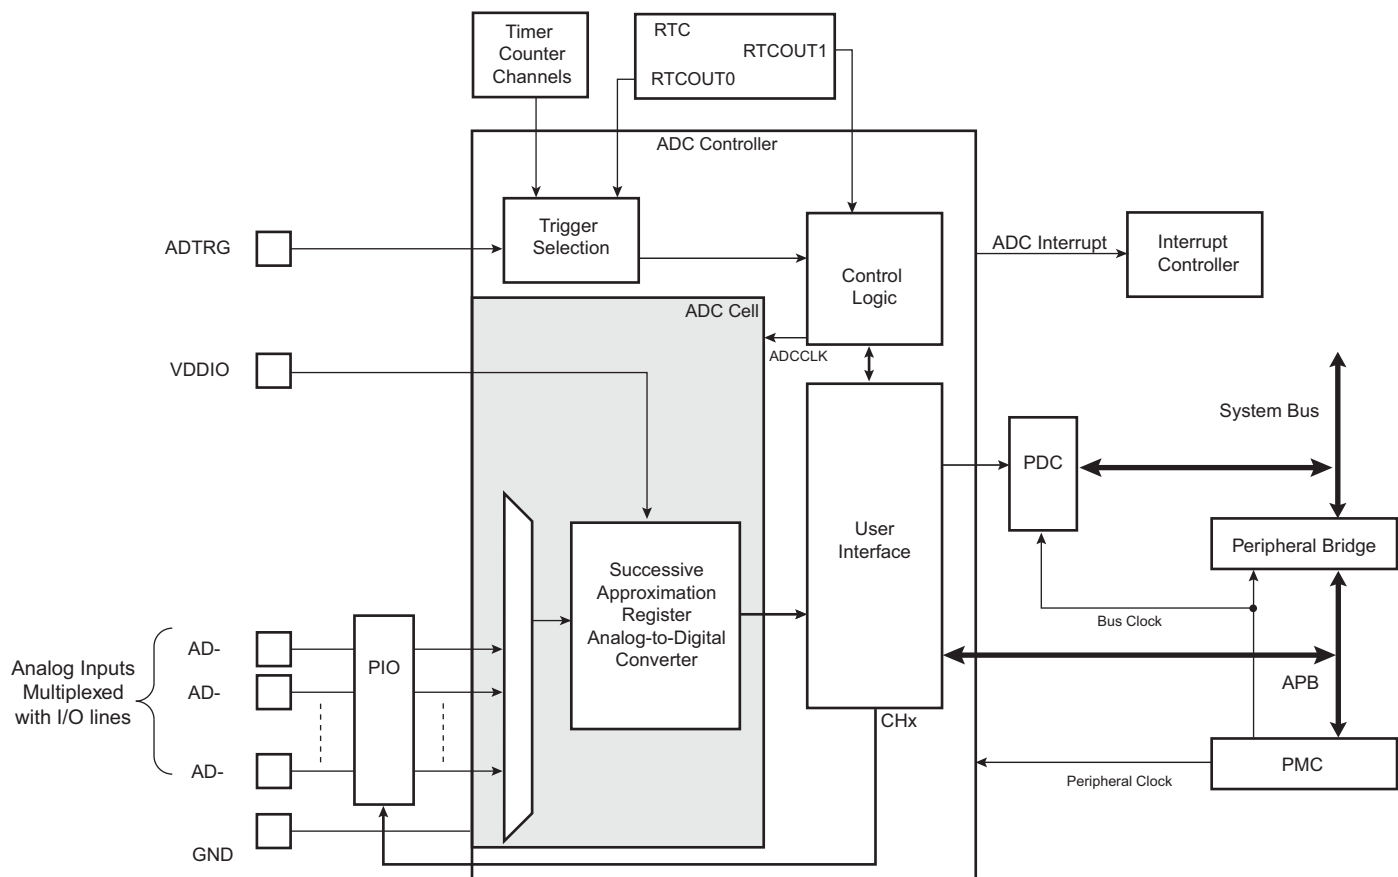 Timer
Counter
Channels
RTC
RTCOUT1
RTCOUT0
ADC Controller
ADTRG
Trigger
Selection
Control
Logic
ADC Interrupt
Interrupt
Controller
ADC Cell
ADCCLK
VDDIO
System Bus
PDC
User
Interface
Peripheral Bridge
Successive
Approximation
Register
Analog-to-Digital
Converter
Bus Clock
Analog Inputs
Multiplexed
with I/O lines
AD-
AD-
AD-
PIO
APB
CHx
PMC
Peripheral Clock
GND